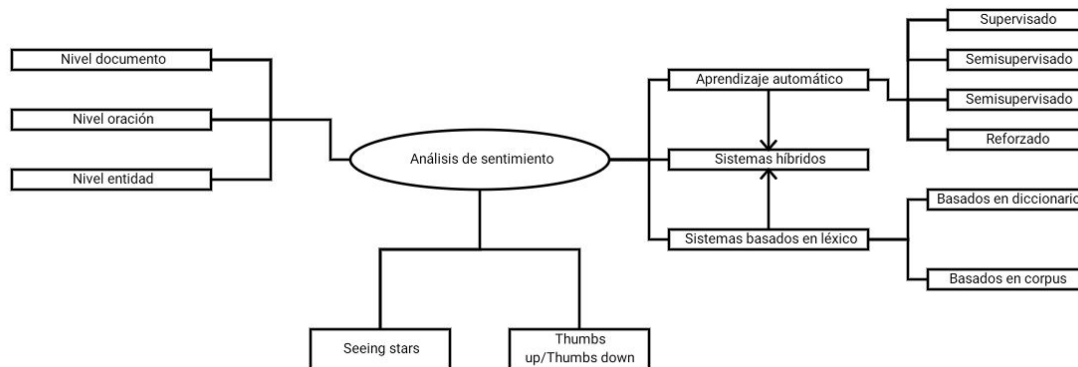 Supervisado
Nivel documento
Semisupervisado
Aprendizaje automático
Semisupervisado
Nivel oración
Reforzado
Análisis de sentimiento
Sistemas híbridos
Nivel entidad
Basados en diccionario
Sistemas basados en léxico
Basados en corpus
Seeing stars
Thumbs
up/Thumbs down